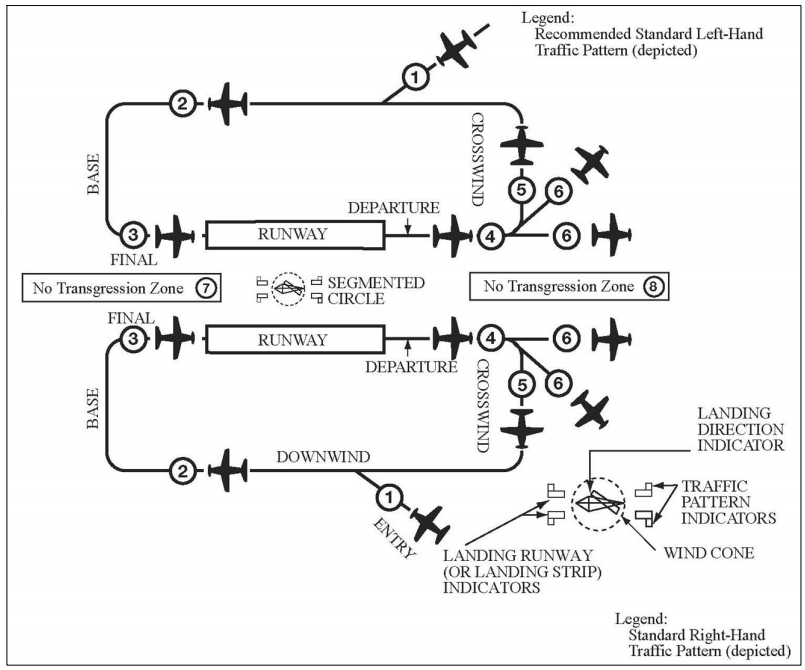 Legend:
Recommended Standard Left-Hand
Traffic Pattern (depicted)
1
2
CROSSWIND
BASE
5
6
DEPARTURE
3
RUNWAY
4
6
FINAL
No Transgression Zone 7
SEGMENTED
CIRCLE
No Transgression Zone 8
FINAL
3
RUNWAY
4
6
DEPARTURE
CROSSWIND
5
6
BASE
LANDING
DIRECTION
INDICATOR
2
DOWNWIND
1
ENTRY
TRAFFIC
PATTERN
INDICATORS
WIND CONE
LANDING RUNWAY
(OR LANDING STRIP)
INDICATORS
Legend:
Standard Right-Hand
Traffic Pattern (depicted)